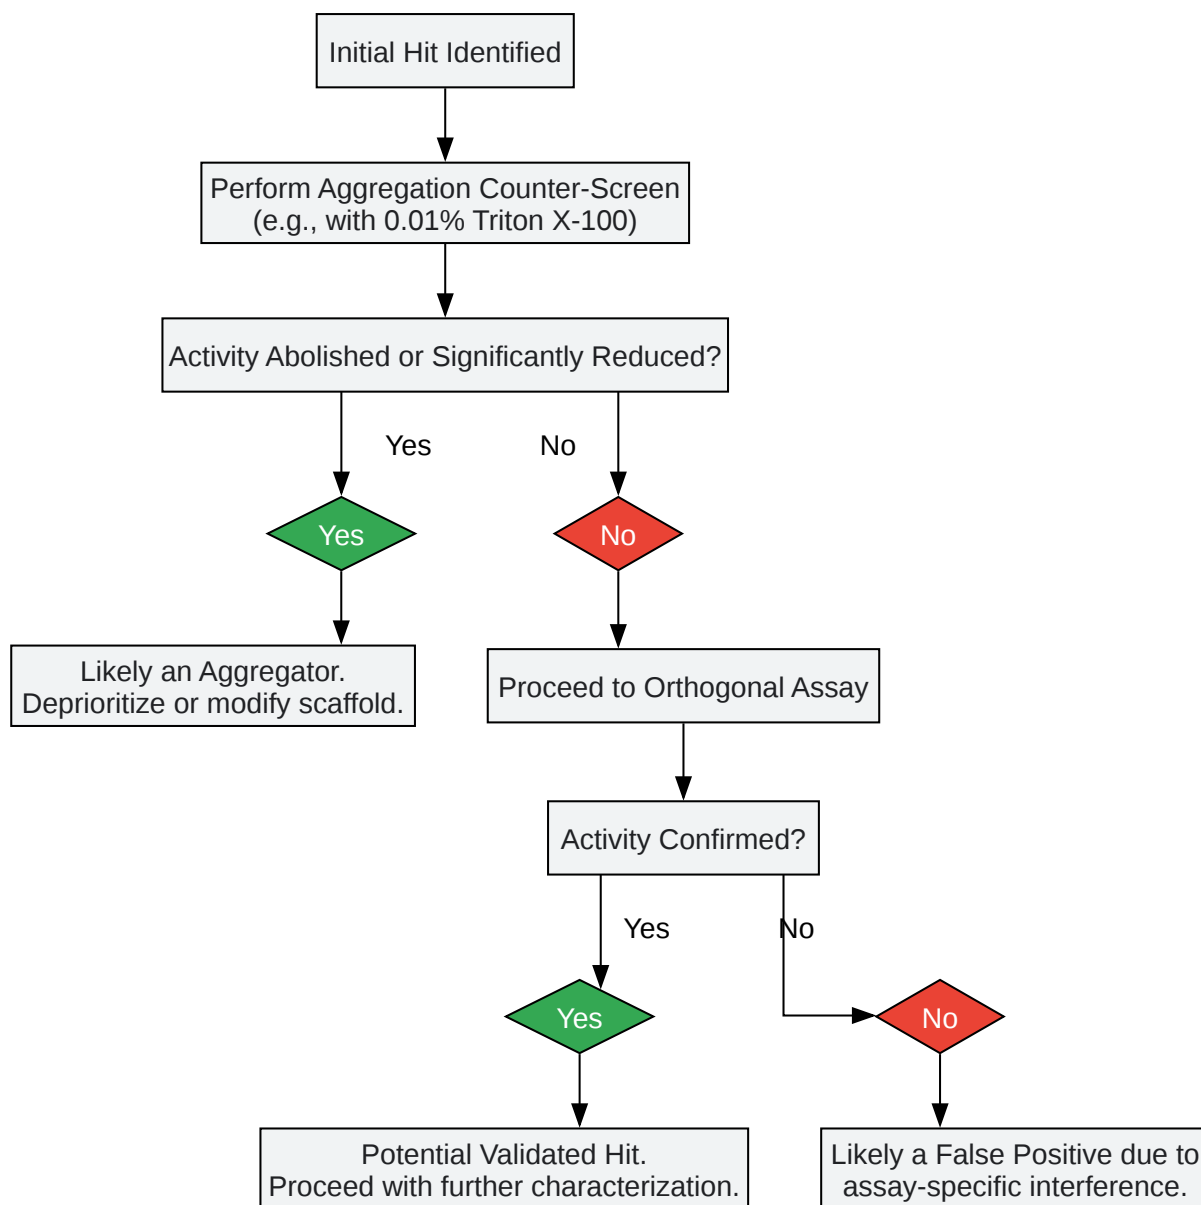 Initial Hit Identified
Perform Aggregation Counter-Screen
(e.g., with 0.01% Triton X-100)
Activity Abolished or Significantly Reduced?
Yes
No
Yes
No
Likely an Aggregator.
Deprioritize or modify scaffold.
Proceed to Orthogonal Assay
Activity Confirmed?
Yes
No
Yes
No
Potential Validated Hit.
Proceed with further characterization.
Likely a False Positive due to
assay-specific interference.